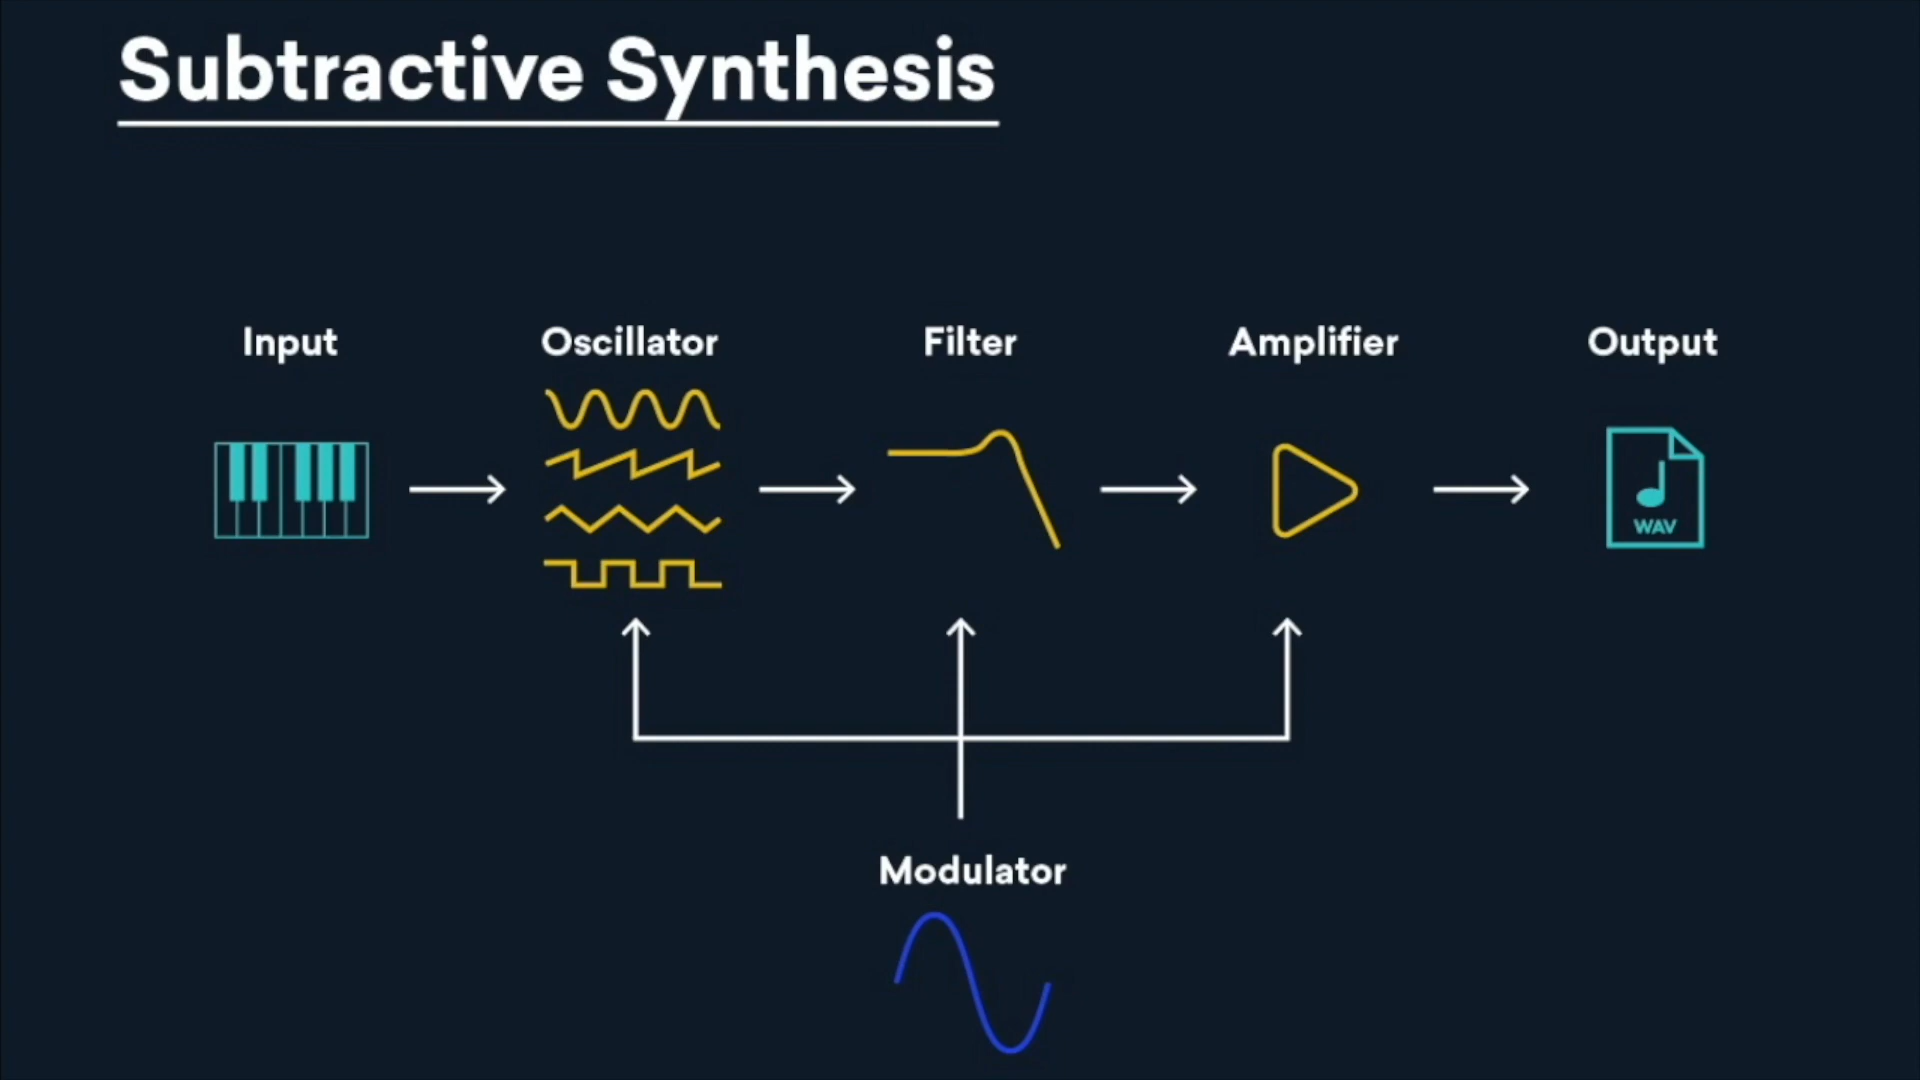 Subtractive Synthesis
Input
Oscillator
Filter
Amplifier
Output
WAV
Modulator